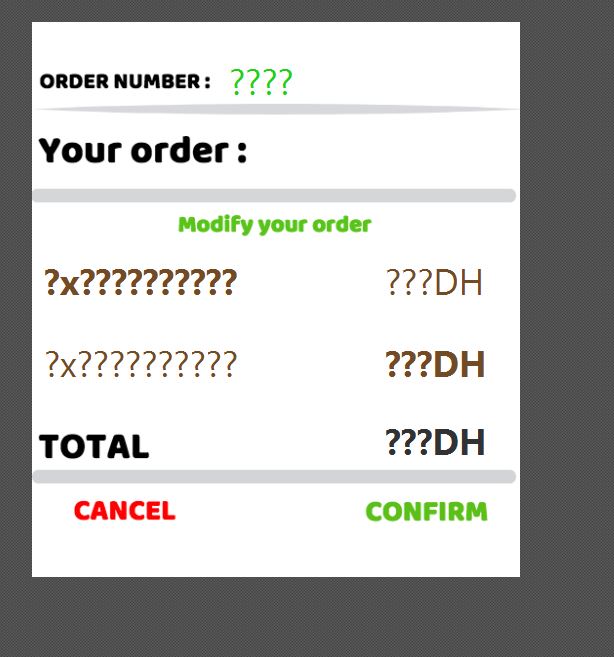 ORDER NUMBER : ????
Your order :
Modify your order
?x?????????? ???DH
?x?????????? ???DH
TOTAL ???DH
CANCEL CONFIRM